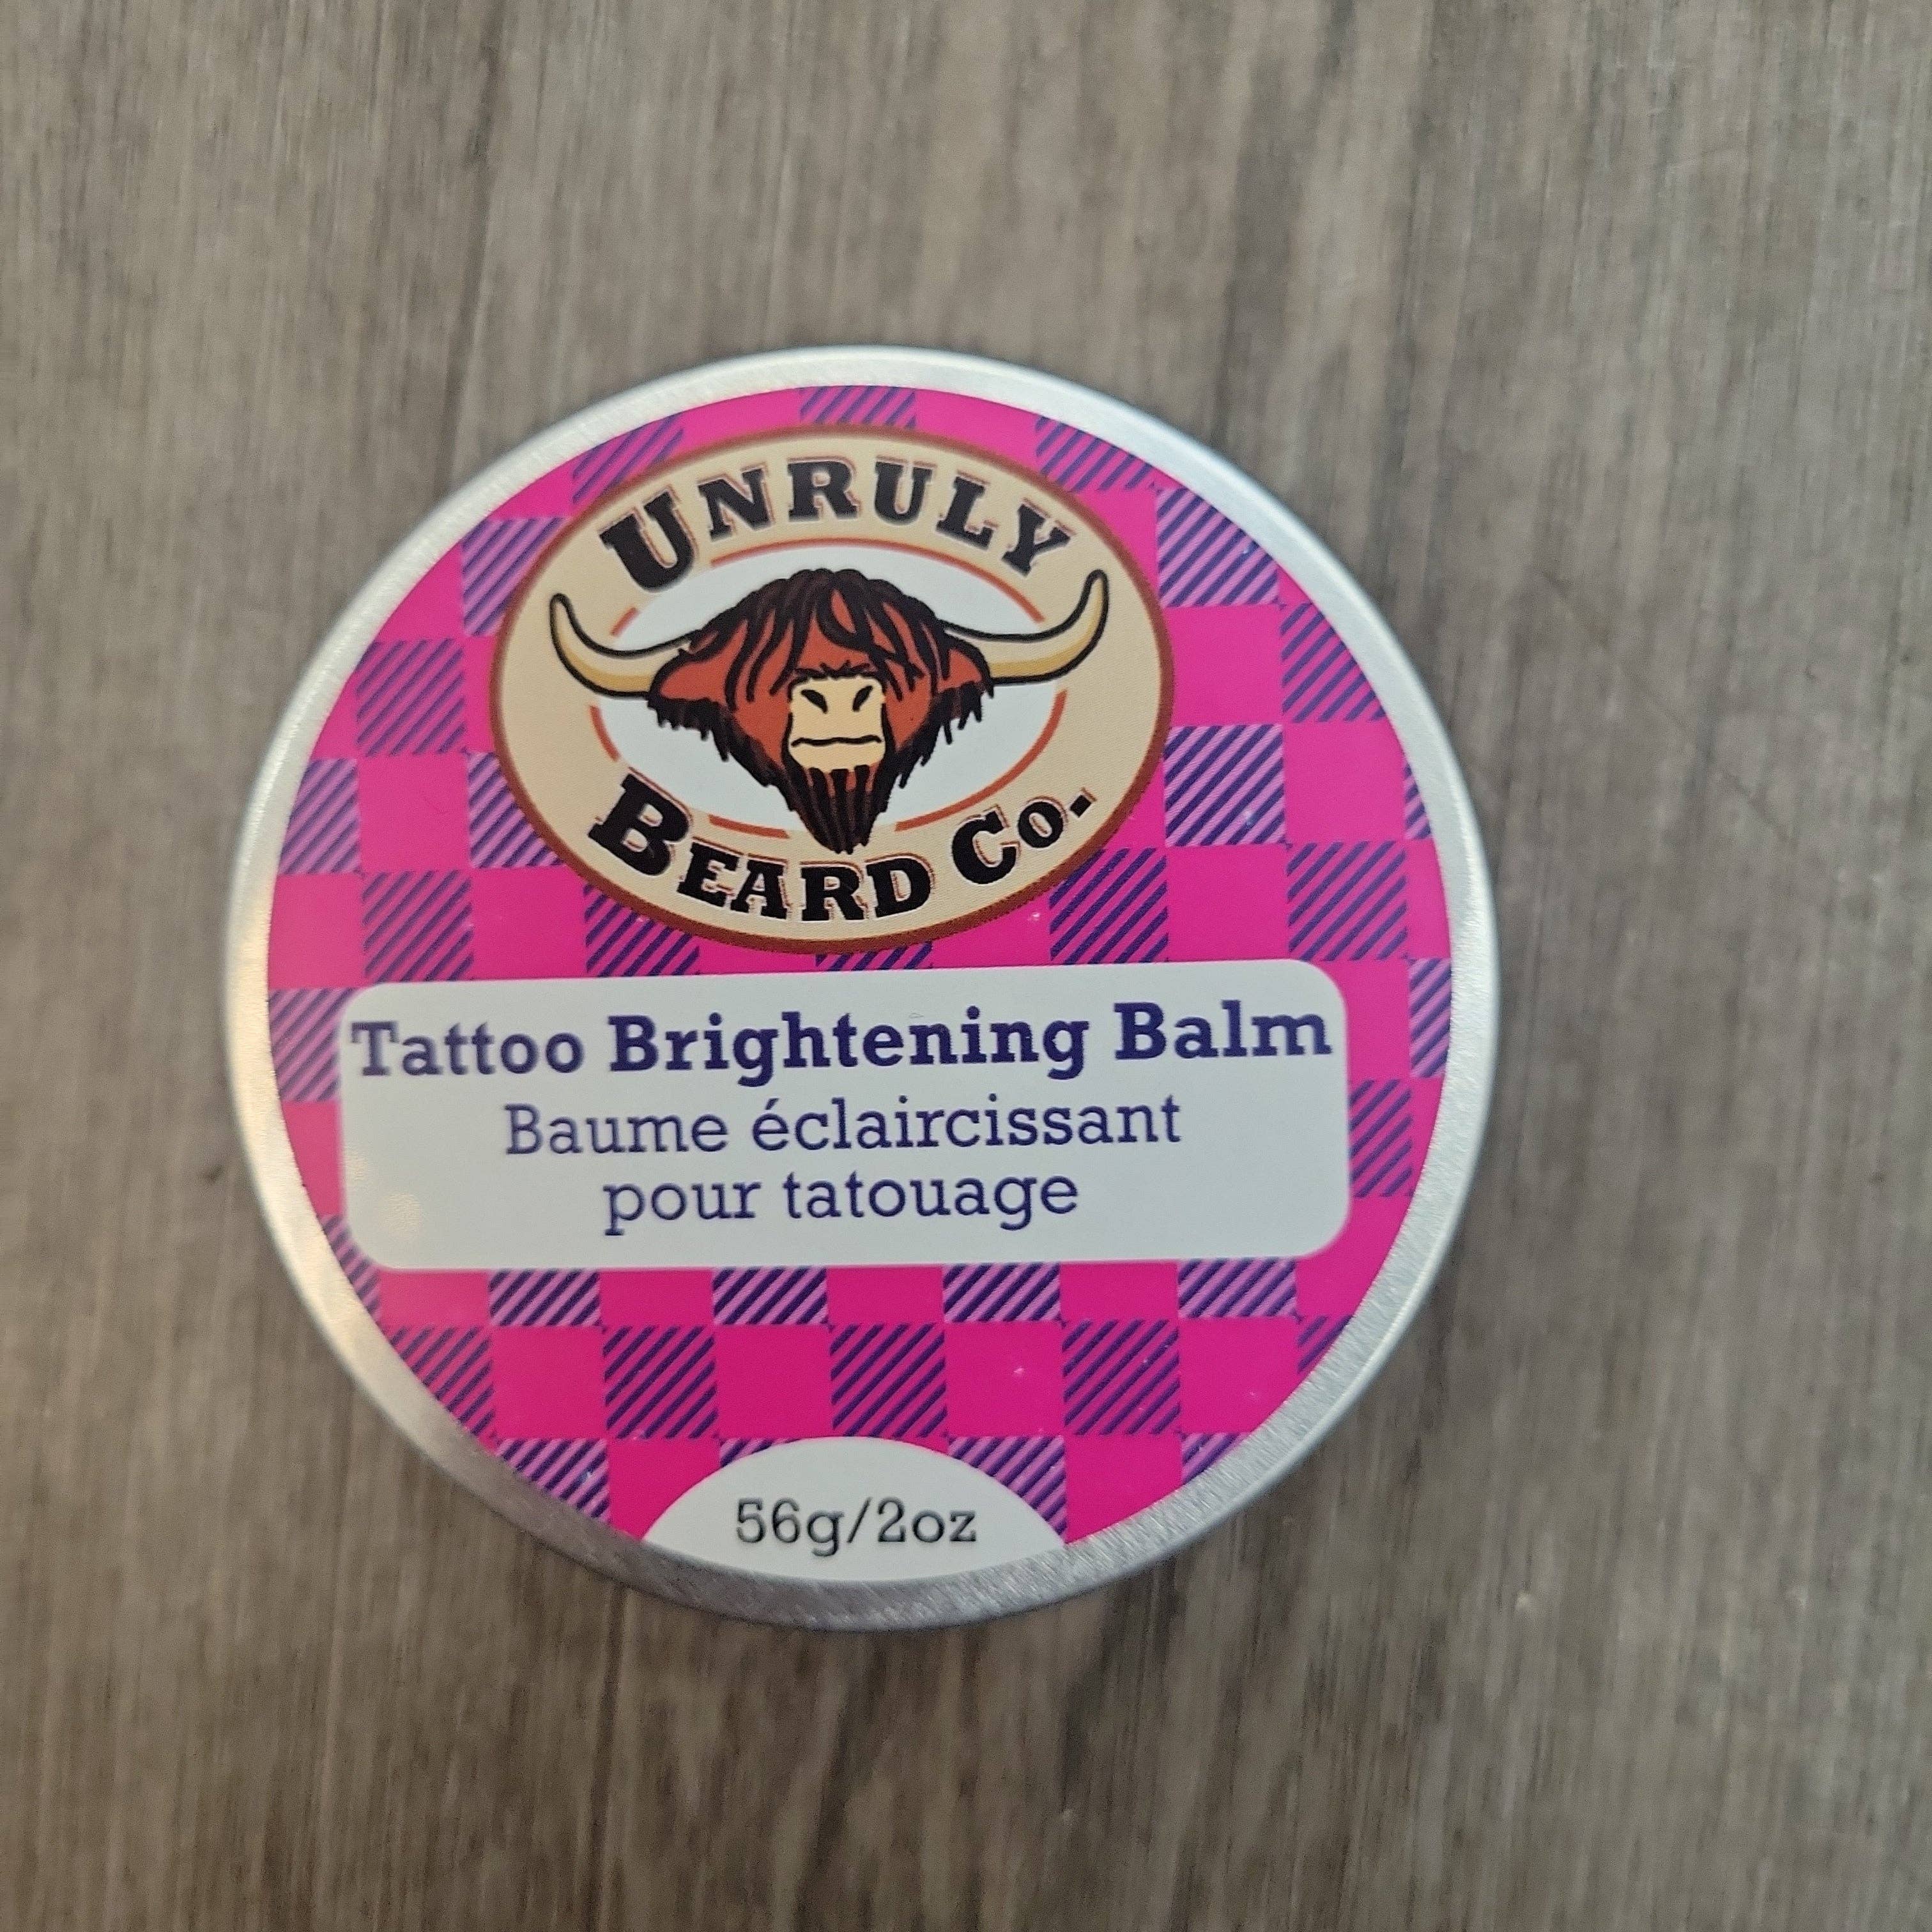 UNRULY
BEARD CO.
Tattoo Brightening Balm
Baume éclaircissant
pour tatouage
56g/2oz